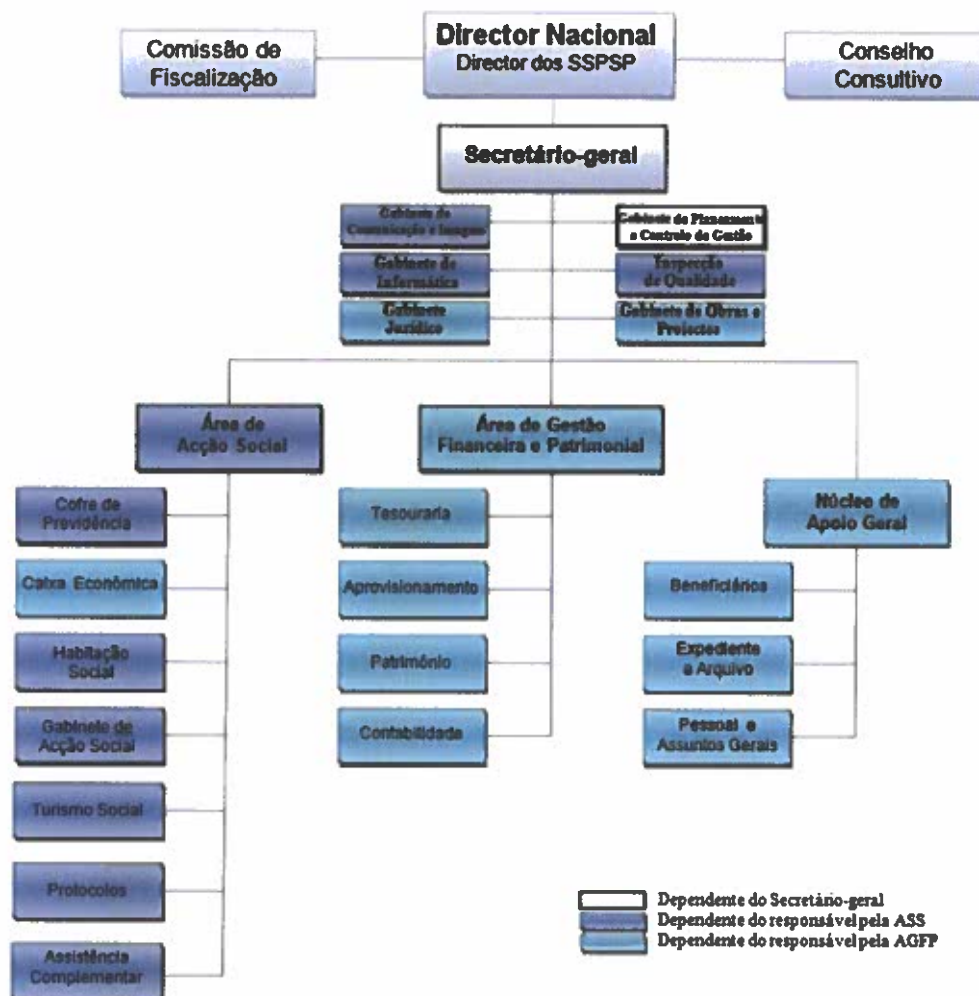 Comissão de
Fiscalização
Director Nacional
Director dos SSPSP
Conselho
Consultivo
Secretário-geral
Gabinete de
Comunicação e Imagem
Gabinete de Planeamento
e Controlo de Gestão
Gabinete de
Informática
Inspecção
de Qualidade
Gabinete
Jurídico
Gabinete de Obras e
Projectos
Área de
Acção Social
Área de Gestão
Financeira e Patrimonial
Núcleo de
Apoio Geral
Cofre de
Previdência
Caixa Económica
Habitação
Social
Gabinete de
Acção Social
Turismo Social
Protocolos
Assistência
Complementar
Tesouraria
Aprovisionamento
Património
Contabilidade
Beneficiários
Expediente
e Arquivo
Pessoal e
Assuntos Gerais
Dependente do Secretário-geral
Dependente do responsável pela ASS
Dependente do responsável pela AGFP